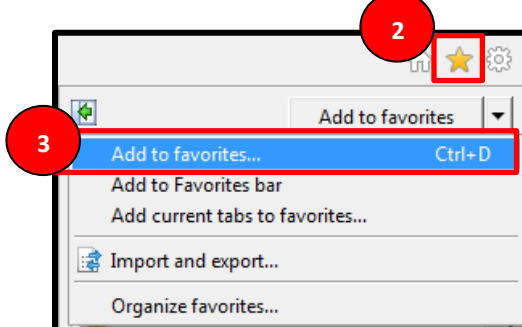 2
Add to favorites
3
Add to favorites... Ctrl+D
Add to Favorites bar
Add current tabs to favorites...
Import and export...
Organize favorites...